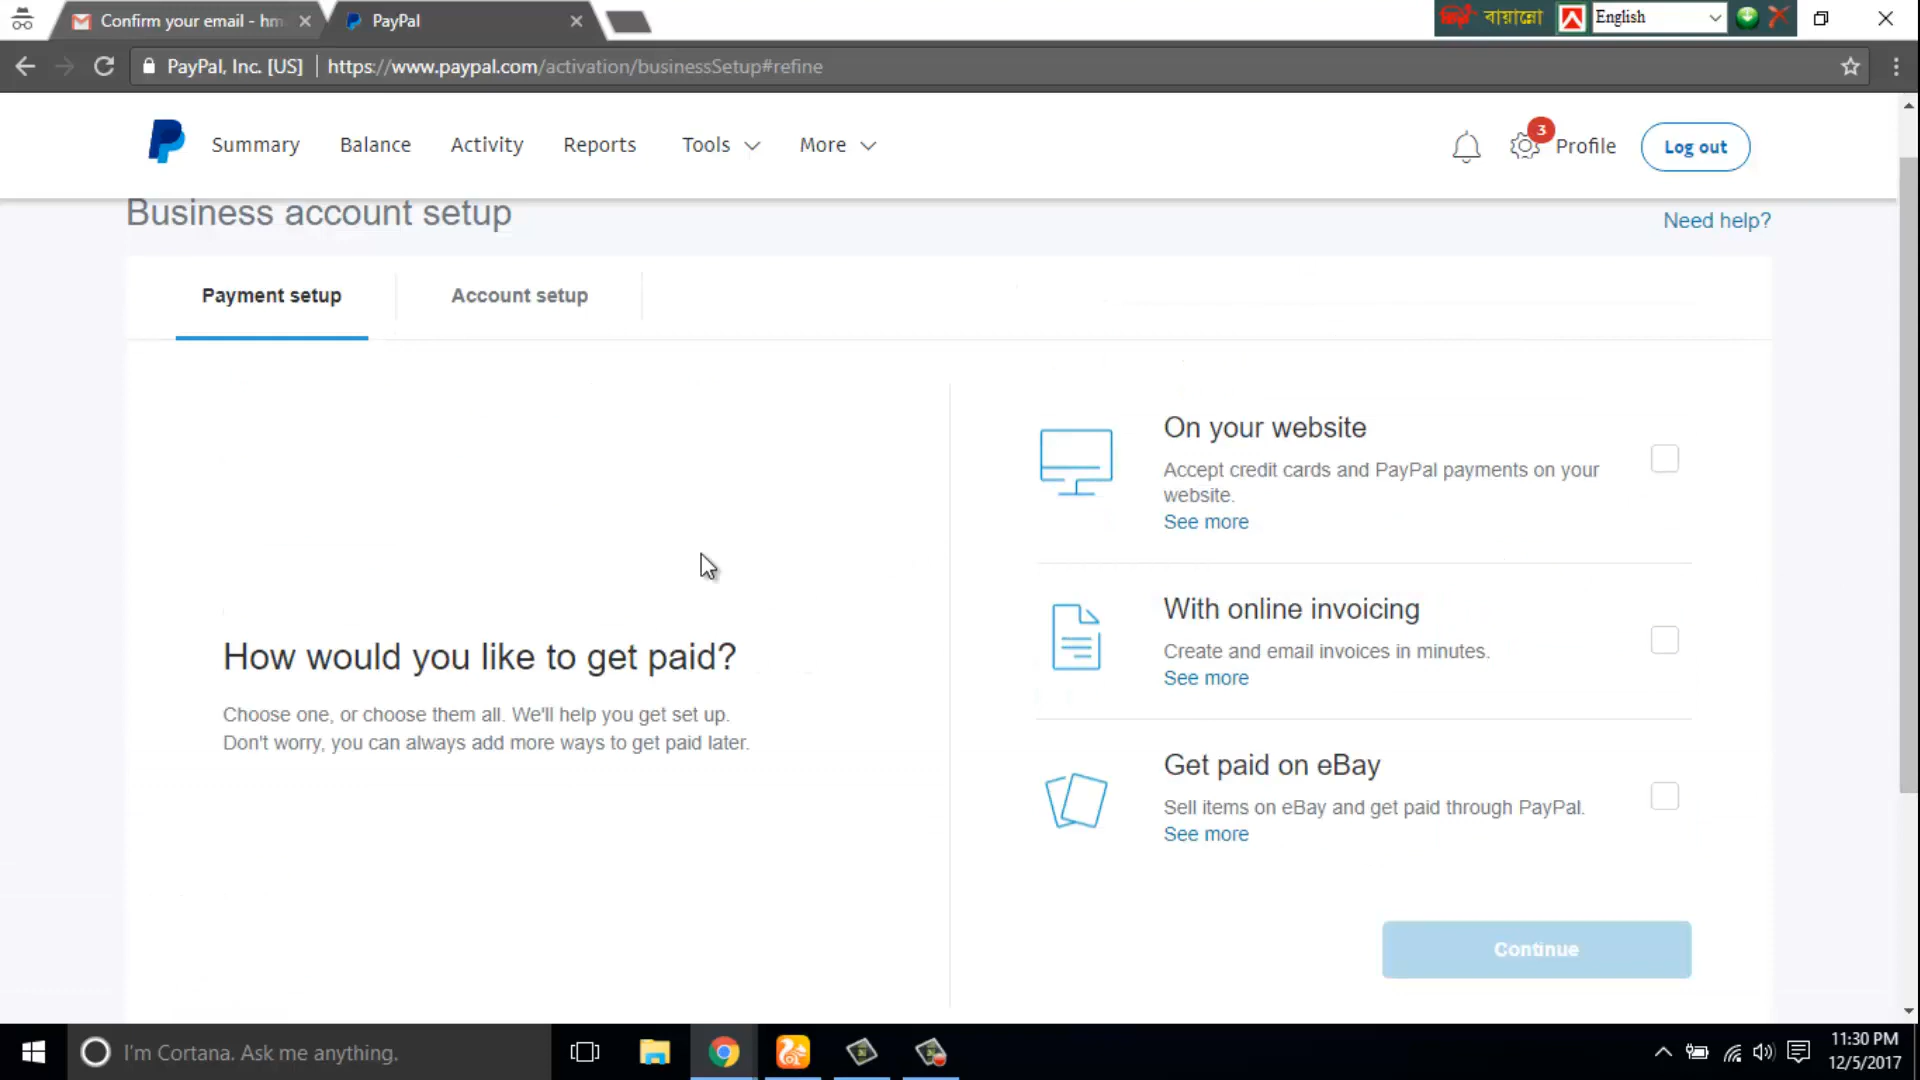 Confirm your email - hm
PayPal
বায়ান্নো
English
PayPal, Inc. [US]
https://www.paypal.com/activation/businessSetup#refine
Summary
Balance
Activity
Reports
Tools
More
3
Profile
Log out
Business account setup
Need help?
Payment setup
Account setup
On your website
Accept credit cards and PayPal payments on your
website.
See more
How would you like to get paid?
Choose one, or choose them all. We'll help you get set up.
Don't worry, you can always add more ways to get paid later.
With online invoicing
Create and email invoices in minutes.
See more
Get paid on eBay
Sell items on eBay and get paid through PayPal.
See more
Continue
I'm Cortana. Ask me anything.
11:30 PM
12/5/2017